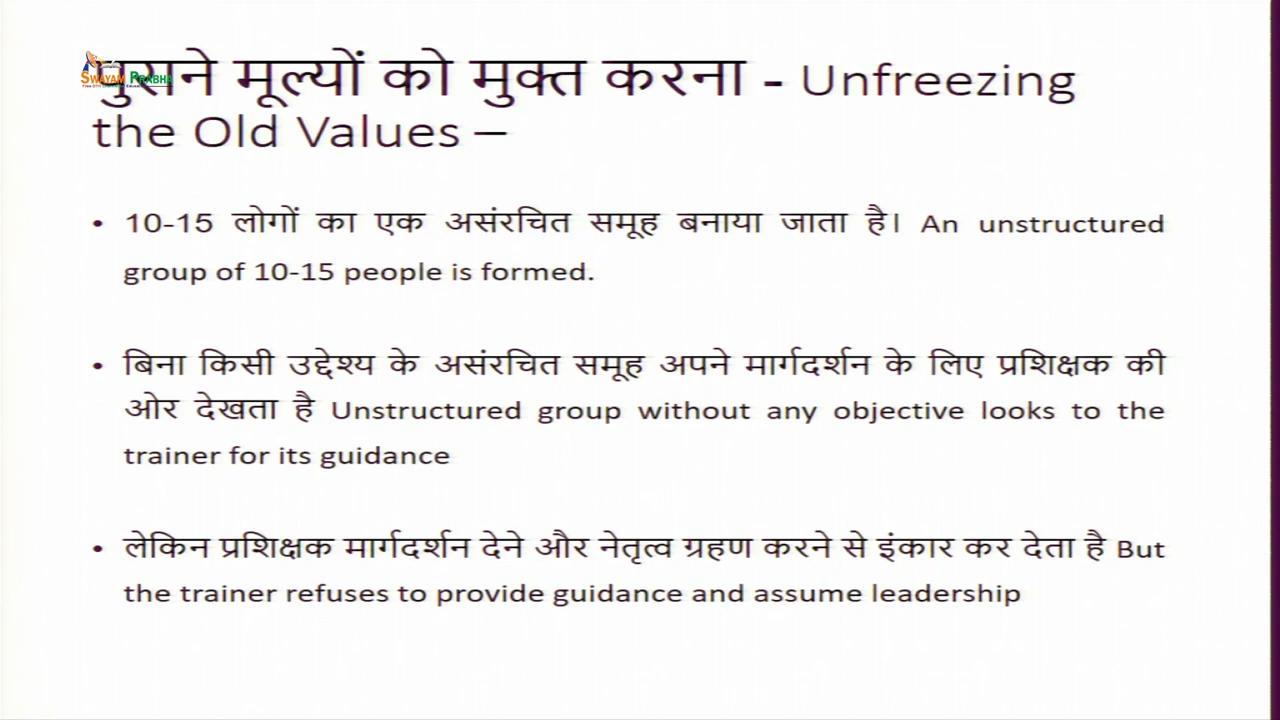 SWAYAM PRABHA
पुराने मूल्यों को मुक्त करना - Unfreezing
the Old Values –
• 10-15 लोगों का एक असंरचित समूह बनाया जाता है। An unstructured
group of 10-15 people is formed.
• बिना किसी उद्देश्य के असंरचित समूह अपने मार्गदर्शन के लिए प्रशिक्षक की
ओर देखता है Unstructured group without any objective looks to the
trainer for its guidance
• लेकिन प्रशिक्षक मार्गदर्शन देने और नेतृत्व ग्रहण करने से इंकार कर देता है But
the trainer refuses to provide guidance and assume leadership